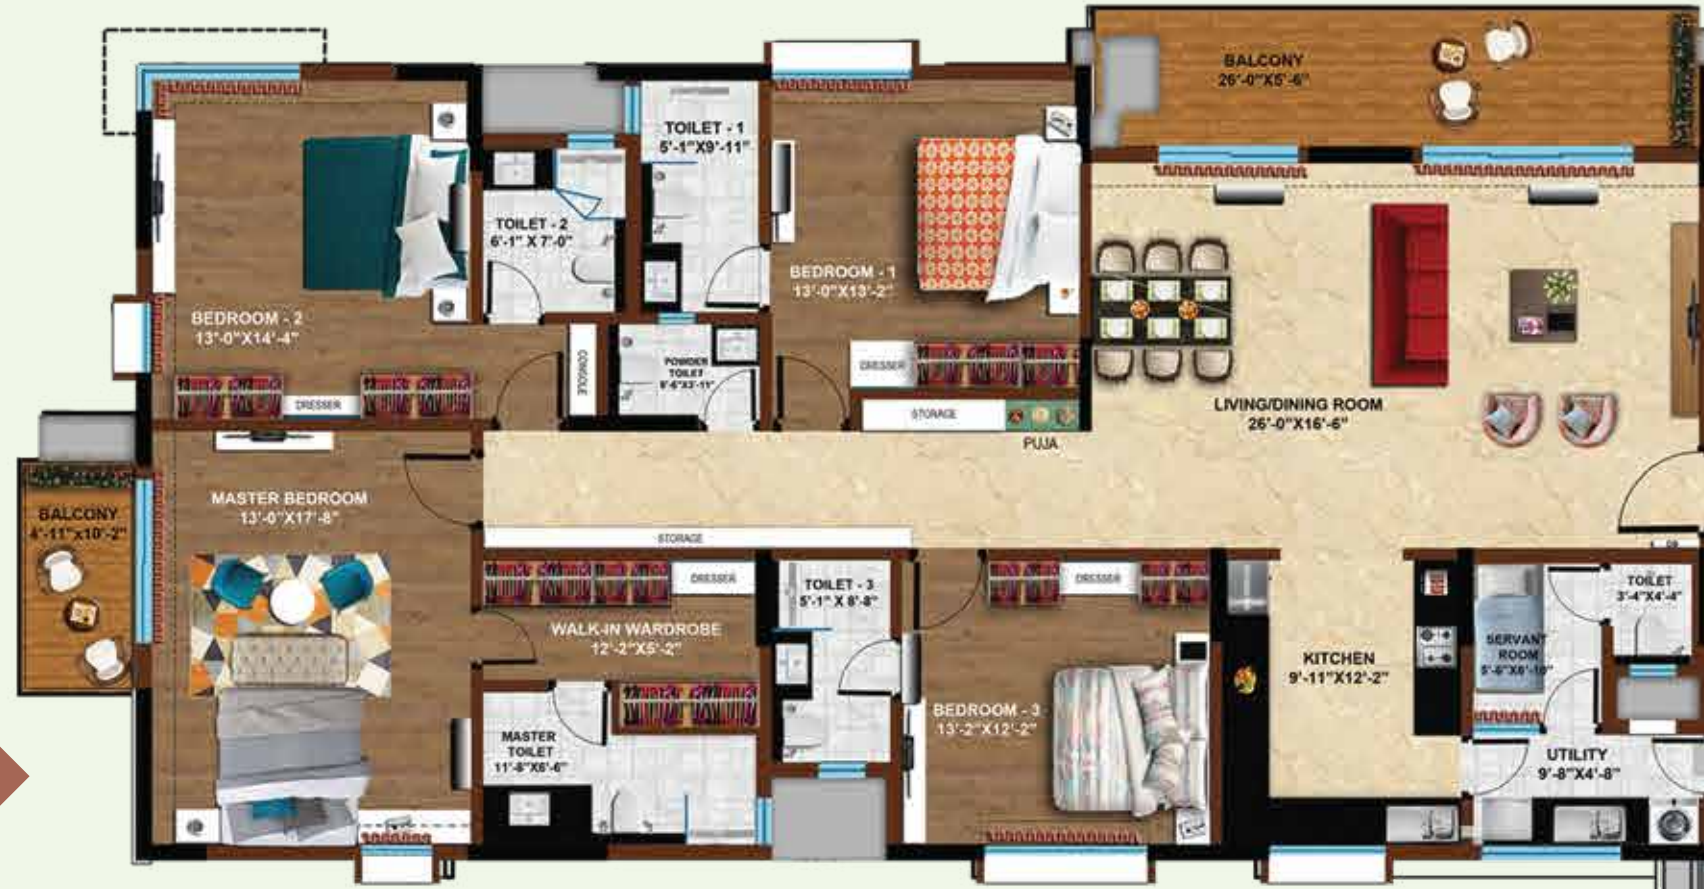 BALCONY
26'-0"X5'-6"
TOILET - 1
5'-1"X9'-11"
TOILET - 2
6'-1" X 7'-0"
BEDROOM - 1
13'-0"X13'-2"
BEDROOM - 2
13'-0"X14'-4"
CONSOLE
POWDER
TOILET
DRESSER
DRESSER
STORAGE
PUJA
LIVING/DINING ROOM
26'-0"X16'-6"
MASTER BEDROOM
13'-0"X17'-8"
BALCONY
4'-11"x10'-2"
STORAGE
DRESSER
WALK-IN WARDROBE
12'-2"X5'-2"
TOILET - 3
5'-1" X 8'-8"
DRESSER
BEDROOM - 3
13'-2"X12'-2"
KITCHEN
9'-11"X12'-2"
SERVANT
ROOM
TOILET
3'-4"X4'-4"
MASTER
TOILET
11'-8"X6'-6"
UTILITY
9'-8"X4'-8"